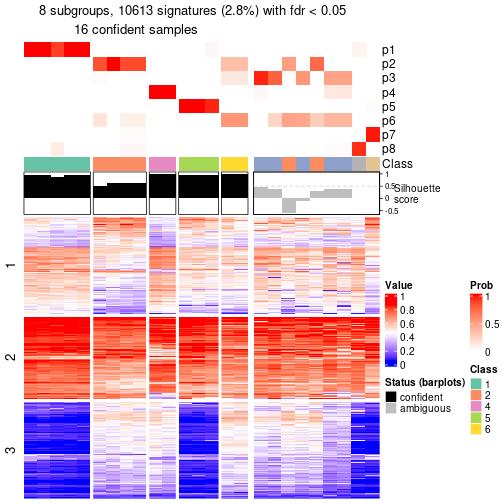 8 subgroups, 10613 signatures (2.8%) with fdr < 0.05
16 confident samples
p1
p2
p3
p4
p5
p6
p7
p8
Class
1
0.5
0
-0.5
Silhouette
score
1
2
3
Value
1
0.8
0.6
0.4
0.2
0
Status (barplots)
confident
ambiguous
Prob
1
0.5
0
Class
1
2
4
5
6